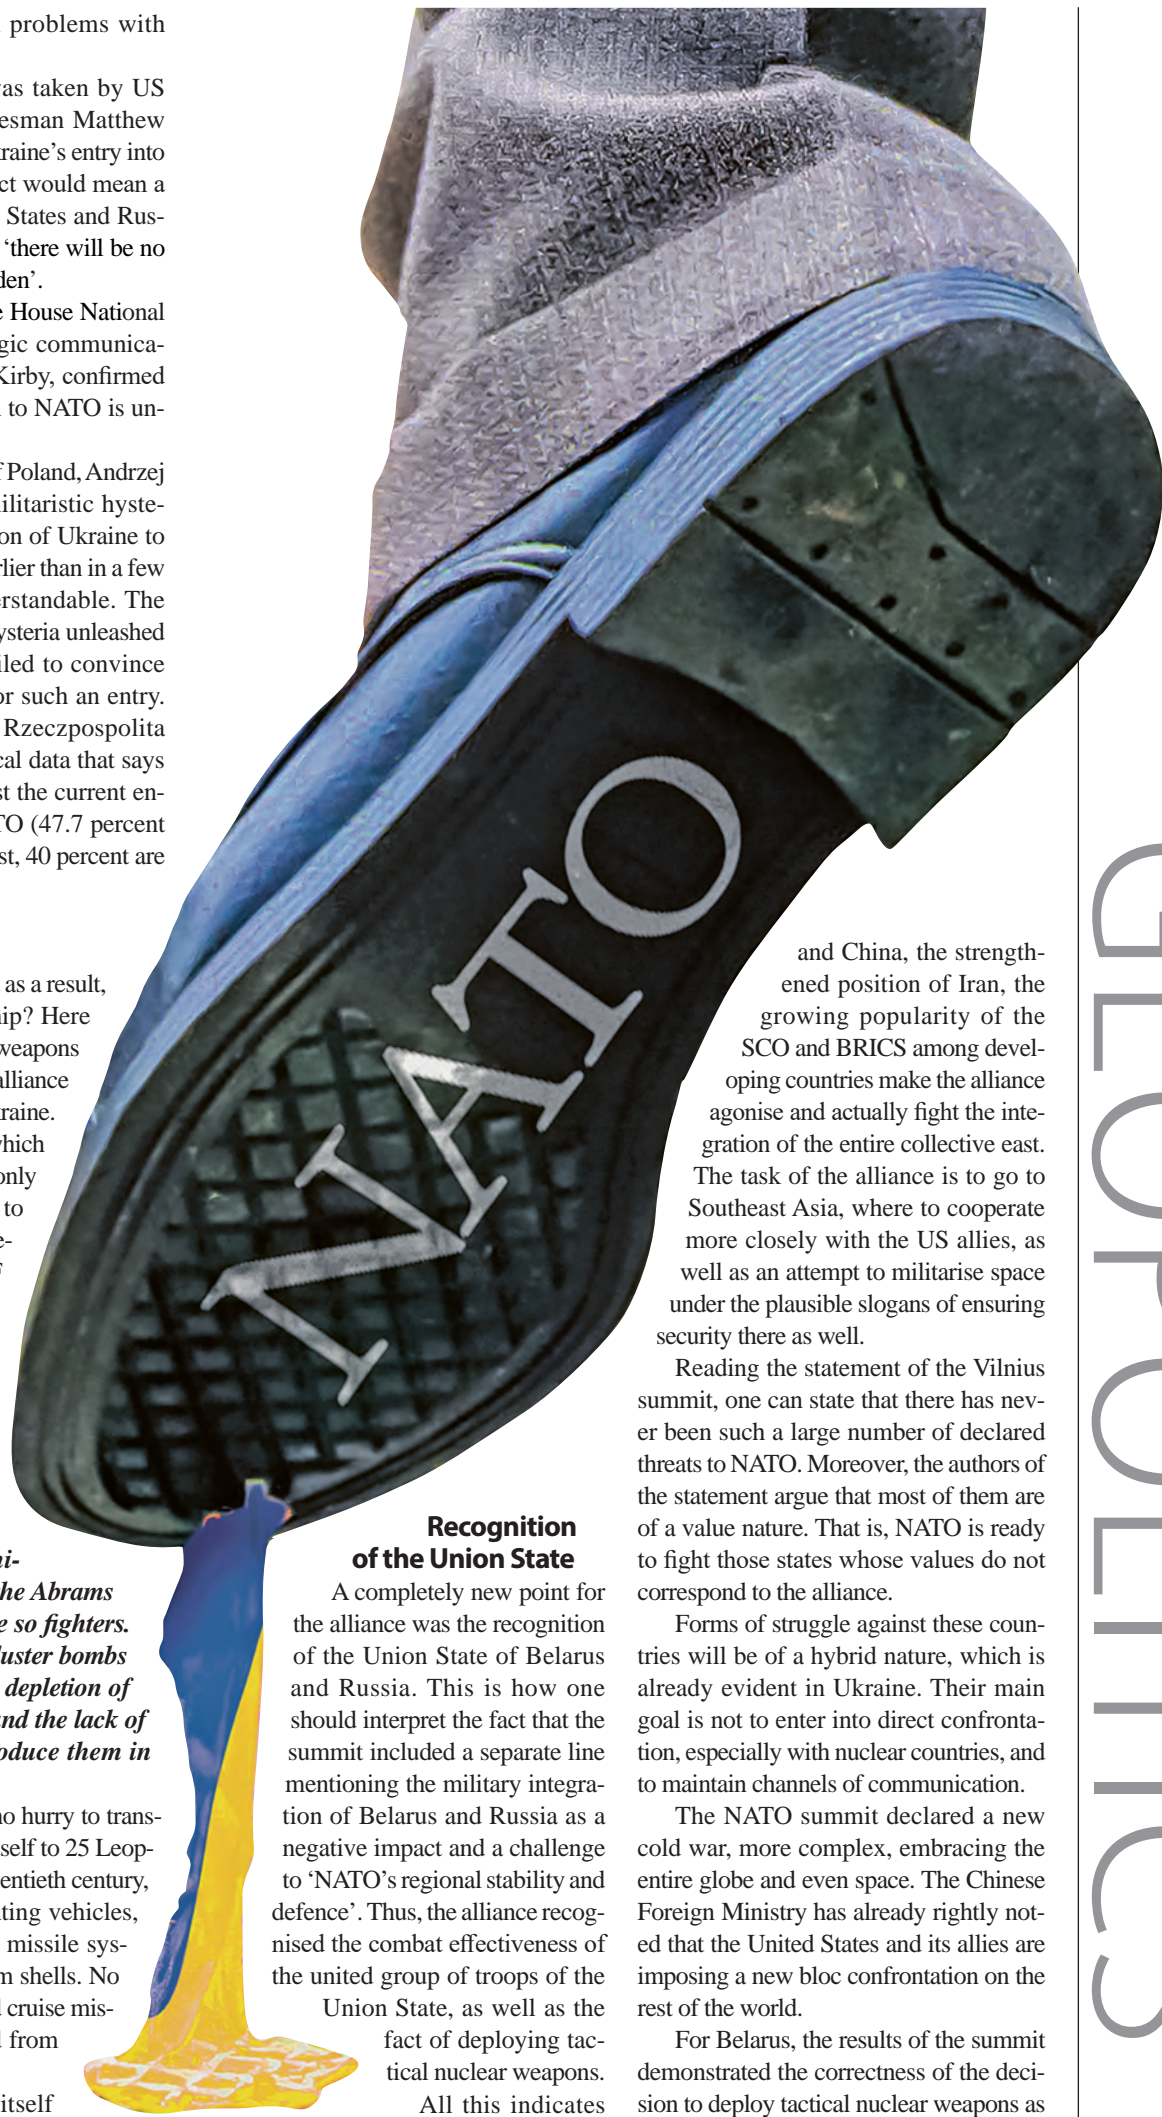 problems with
was taken by US
esman Matthew
raine's entry into
ct would mean a
States and Rus-
'there will be no
den'.
e House National
gic communica-
Kirby, confirmed
to NATO is un-
f Poland, Andrzej
ilitaristic hyste-
on of Ukraine to
rlier than in a few
erstandable. The
ysteria unleashed
iled to convince
or such an entry.
Rzeczpospolita
cal data that says
st the current en-
TO (47.7 percent
st, 40 percent are
as a result,
ip? Here
weapons
alliance
raine.
which
only
to
e-
ni-
the Abrams
e so fighters.
luster bombs
depletion of
and the lack of
oduce them in
no hurry to trans-
self to 25 Leop-
entieth century,
ting vehicles,
missile sys-
m shells. No
cruise mis-
from
itself
NATO
Recognition
of the Union State
A completely new point for
the alliance was the recognition
of the Union State of Belarus
and Russia. This is how one
should interpret the fact that the
summit included a separate line
mentioning the military integra-
tion of Belarus and Russia as a
negative impact and a challenge
to 'NATO's regional stability and
defence'. Thus, the alliance recog-
nised the combat effectiveness of
the united group of troops of the
Union State, as well as the
fact of deploying tac-
tical nuclear weapons.
All this indicates
and China, the strength-
ened position of Iran, the
growing popularity of the
SCO and BRICS among devel-
oping countries make the alliance
agonise and actually fight the inte-
gration of the entire collective east.
The task of the alliance is to go to
Southeast Asia, where to cooperate
more closely with the US allies, as
well as an attempt to militarise space
under the plausible slogans of ensuring
security there as well.
Reading the statement of the Vilnius
summit, one can state that there has nev-
er been such a large number of declared
threats to NATO. Moreover, the authors of
the statement argue that most of them are
of a value nature. That is, NATO is ready
to fight those states whose values do not
correspond to the alliance.
Forms of struggle against these coun-
tries will be of a hybrid nature, which is
already evident in Ukraine. Their main
goal is not to enter into direct confronta-
tion, especially with nuclear countries, and
to maintain channels of communication.
The NATO summit declared a new
cold war, more complex, embracing the
entire globe and even space. The Chinese
Foreign Ministry has already rightly not-
ed that the United States and its allies are
imposing a new bloc confrontation on the
rest of the world.
For Belarus, the results of the summit
demonstrated the correctness of the deci-
sion to deploy tactical nuclear weapons as
GEOPOLITICS